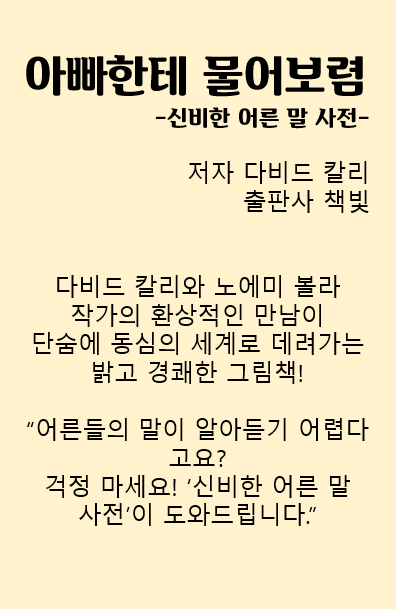 아빠한테 물어보렴
-신비한 어른 말 사전-
저자 다비드 칼리
출판사 책빛
다비드 칼리와 노에미 볼라
작가의 환상적인 만남이
단숨에 동심의 세계로 데려가는
밝고 경쾌한 그림책!
"어른들의 말이 알아듣기 어렵다
고요?
걱정 마세요! '신비한 어른 말
사전'이 도와드립니다."